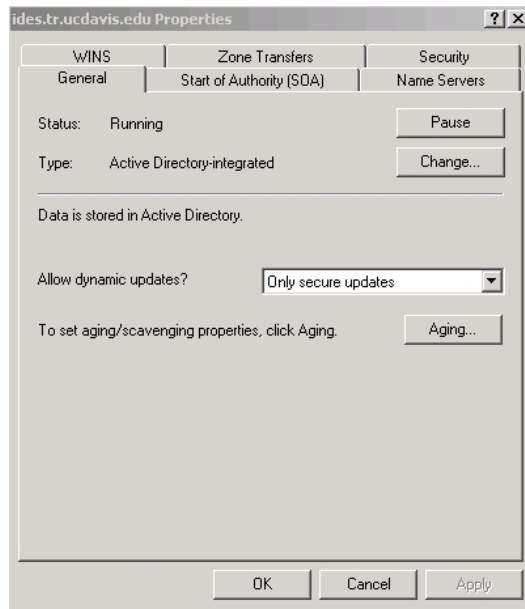 ides.tr.ucdavis.edu Properties
WINS Zone Transfers Security
General Start of Authority (SOA) Name Servers
Status: Running Pause
Type: Active Directory-integrated Change...
Data is stored in Active Directory.
Allow dynamic updates? Only secure updates
To set aging/scavenging properties, click Aging. Aging...
OK Cancel Apply